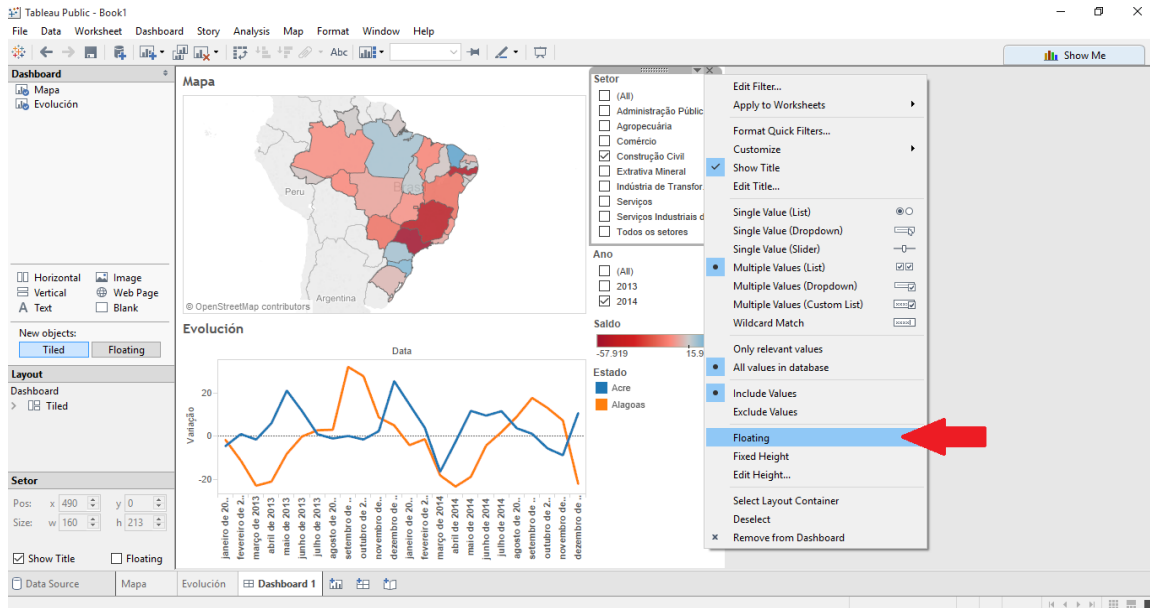 Tableau Public - Book1
File Data Worksheet Dashboard Story Analysis Map Format Window Help
Abc
Show Me
Dashboard
Mapa
Evolución
Horizontal Image
Vertical Web Page
A Text Blank
New objects:
Tiled Floating
Layout
Dashboard
Tiled
Setor
Pos: x 490 y 0
Size: w 160 h 213
Show Title Floating
Mapa
Peru
Brasil
Argentina
© OpenStreetMap contributors
Evolución
Data
Variação
20
0
-20
janeiro de 20..
fevereiro de 2..
março de 2013
abril de 2013
maio de 2013
junho de 2013
julho de 2013
agosto de 20..
setembro de ..
outubro de 2..
novembro de..
dezembro de ..
janeiro de 20..
fevereiro de 2..
março de 2014
abril de 2014
maio de 2014
junho de 2014
julho de 2014
agosto de 20..
setembro de ..
outubro de 2..
novembro de..
dezembro de ..
Setor
(All)
Administração Públic
Agropecuária
Comércio
Construção Civil
Extrativa Mineral
Indústria de Transfor
Serviços
Serviços Industriais d
Todos os setores
Ano
(All)
2013
2014
Saldo
-57.919 15.9
Estado
Acre
Alagoas
Edit Filter...
Apply to Worksheets
Format Quick Filters...
Customize
Show Title
Edit Title...
Single Value (List)
Single Value (Dropdown)
Single Value (Slider)
Multiple Values (List)
Multiple Values (Dropdown)
Multiple Values (Custom List)
Wildcard Match
Only relevant values
All values in database
Include Values
Exclude Values
Floating
Fixed Height
Edit Height...
Select Layout Container
Deselect
Remove from Dashboard
Data Source Mapa Evolución Dashboard 1